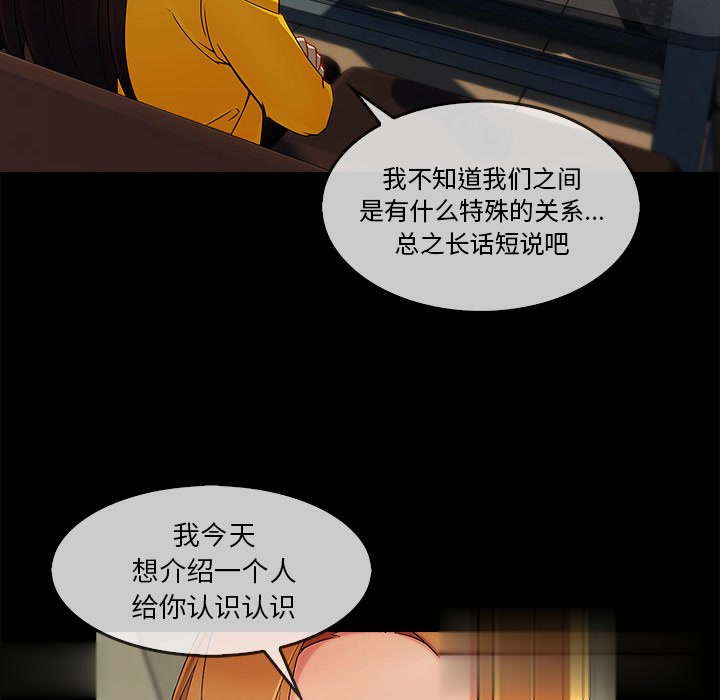 我不知道我们之间
是有什么特殊的关系...
总之长话短说吧
我今天
想介绍一个人
给你认识认识